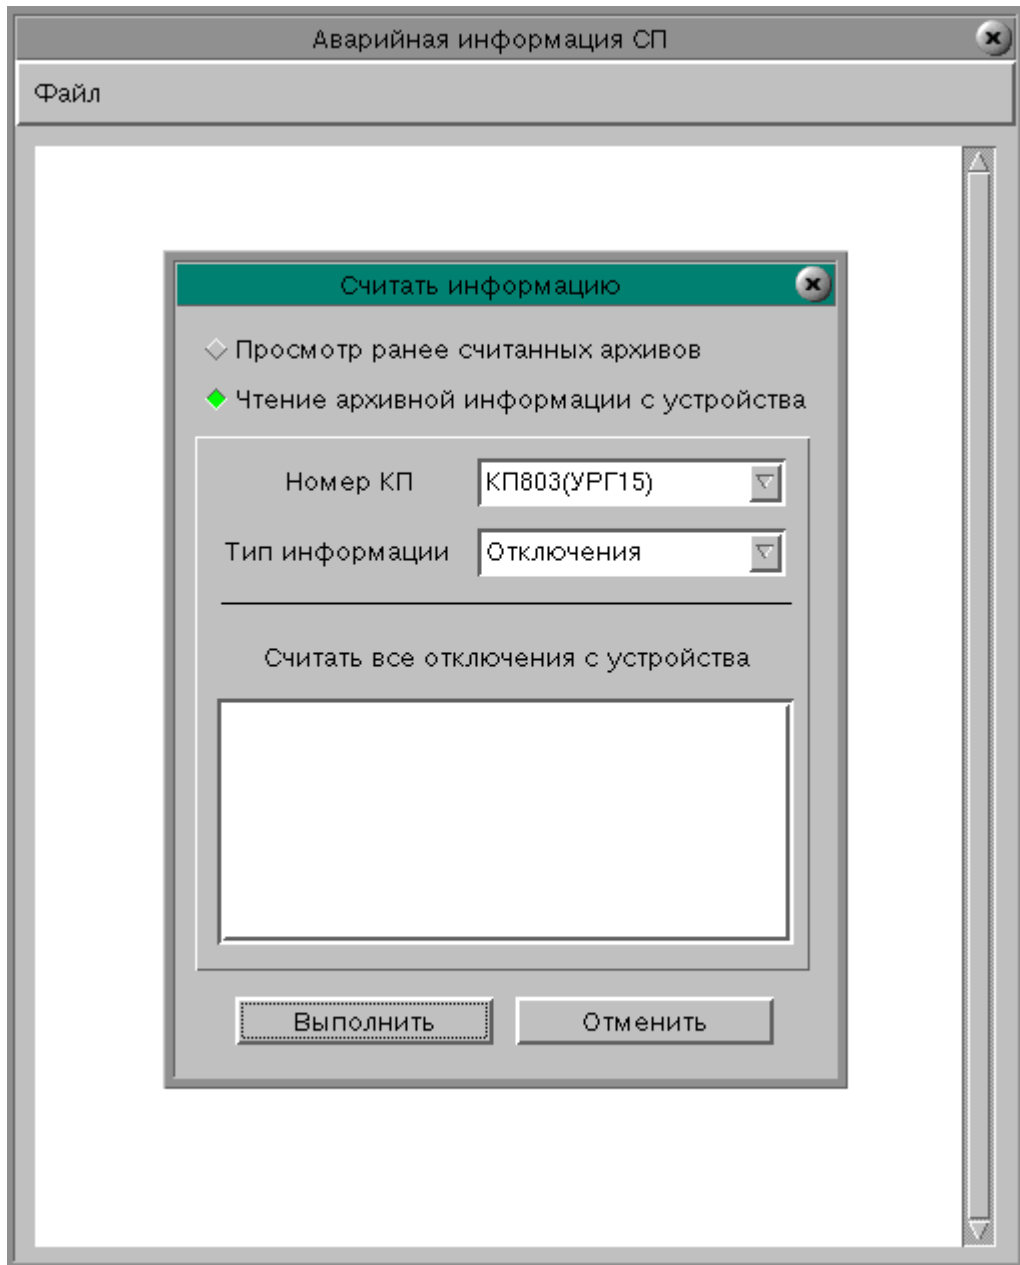 Аварийная информация СП
Файл
Считать информацию
Просмотр ранее считанных архивов
Чтение архивной информации с устройства
Номер КП КП803(УРГ15)
Тип информации Отключения
Считать все отключения с устройства
Выполнить Отменить